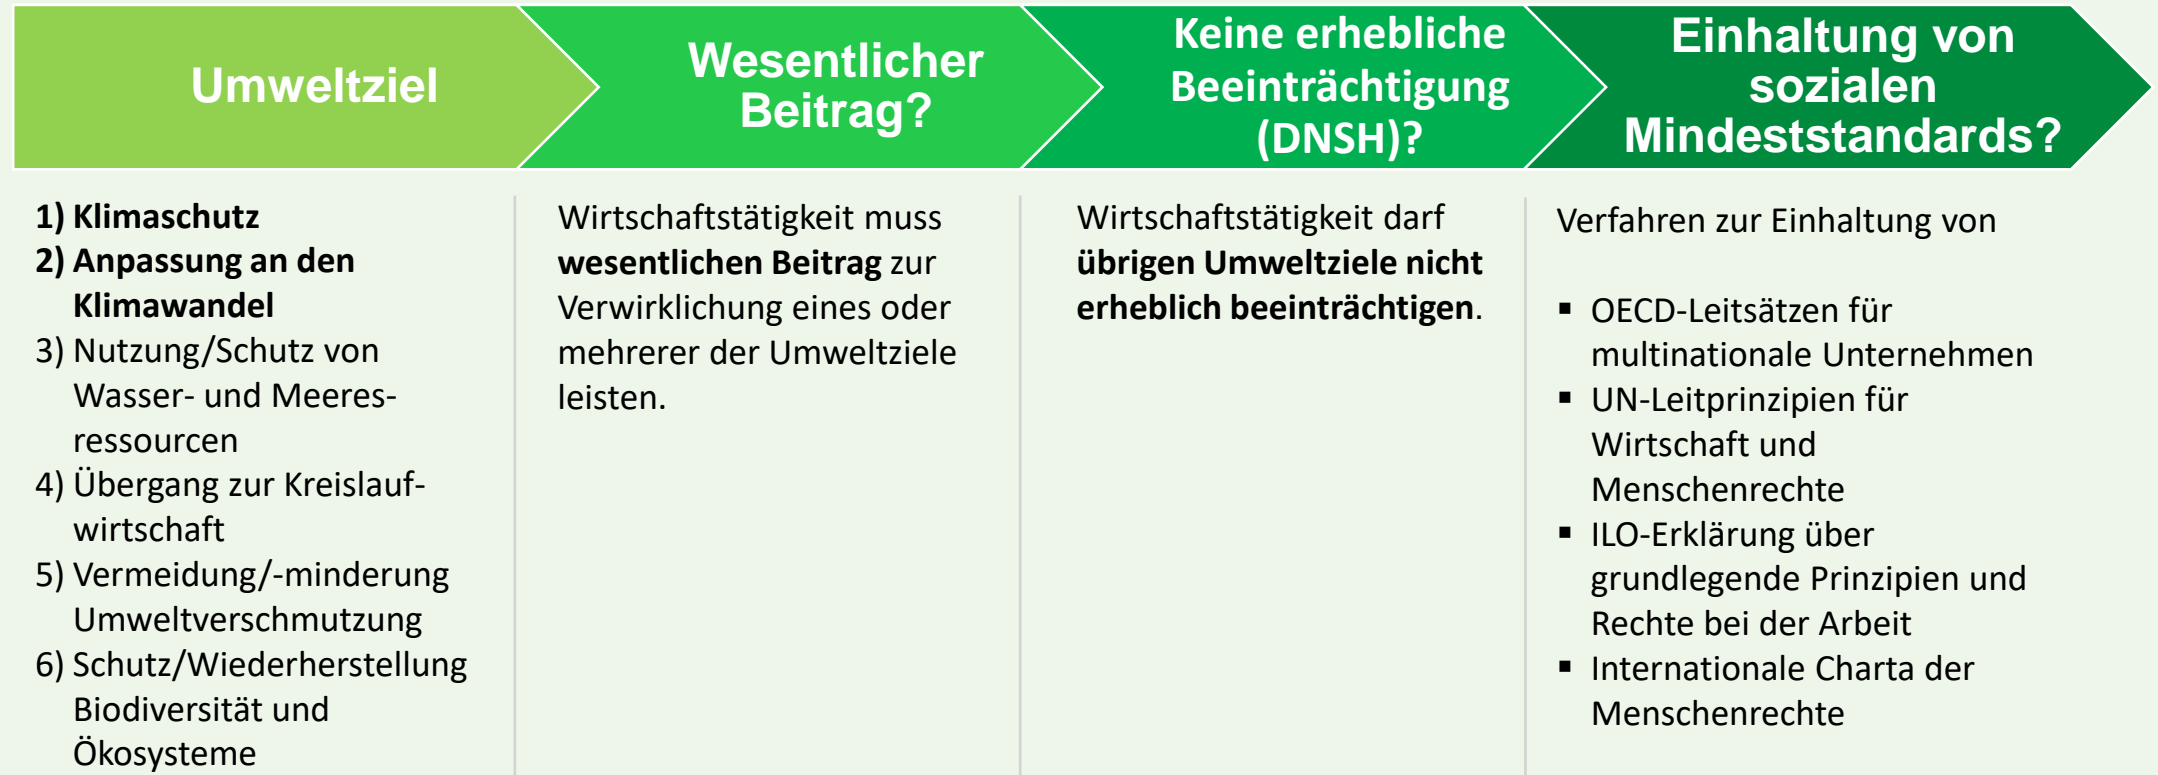 Umweltziel
Wesentlicher
Beitrag?
Keine erhebliche
Beeinträchtigung
(DNSH)?
Einhaltung von
sozialen
Mindeststandards?
1) Klimaschutz
2) Anpassung an den
Klimawandel
3) Nutzung/Schutz von
Wasser- und Meeres-
ressourcen
4) Übergang zur Kreislauf-
wirtschaft
5) Vermeidung/-minderung
Umweltverschmutzung
6) Schutz/Wiederherstellung
Biodiversität und
Ökosysteme
Wirtschaftstätigkeit muss
wesentlichen Beitrag zur
Verwirklichung eines oder
mehrerer der Umweltziele
leisten.
Wirtschaftstätigkeit darf
übrigen Umweltziele nicht
erheblich beeinträchtigen.
Verfahren zur Einhaltung von
▪ OECD-Leitsätzen für
multinationale Unternehmen
▪ UN-Leitprinzipien für
Wirtschaft und
Menschenrechte
▪ ILO-Erklärung über
grundlegende Prinzipien und
Rechte bei der Arbeit
▪ Internationale Charta der
Menschenrechte